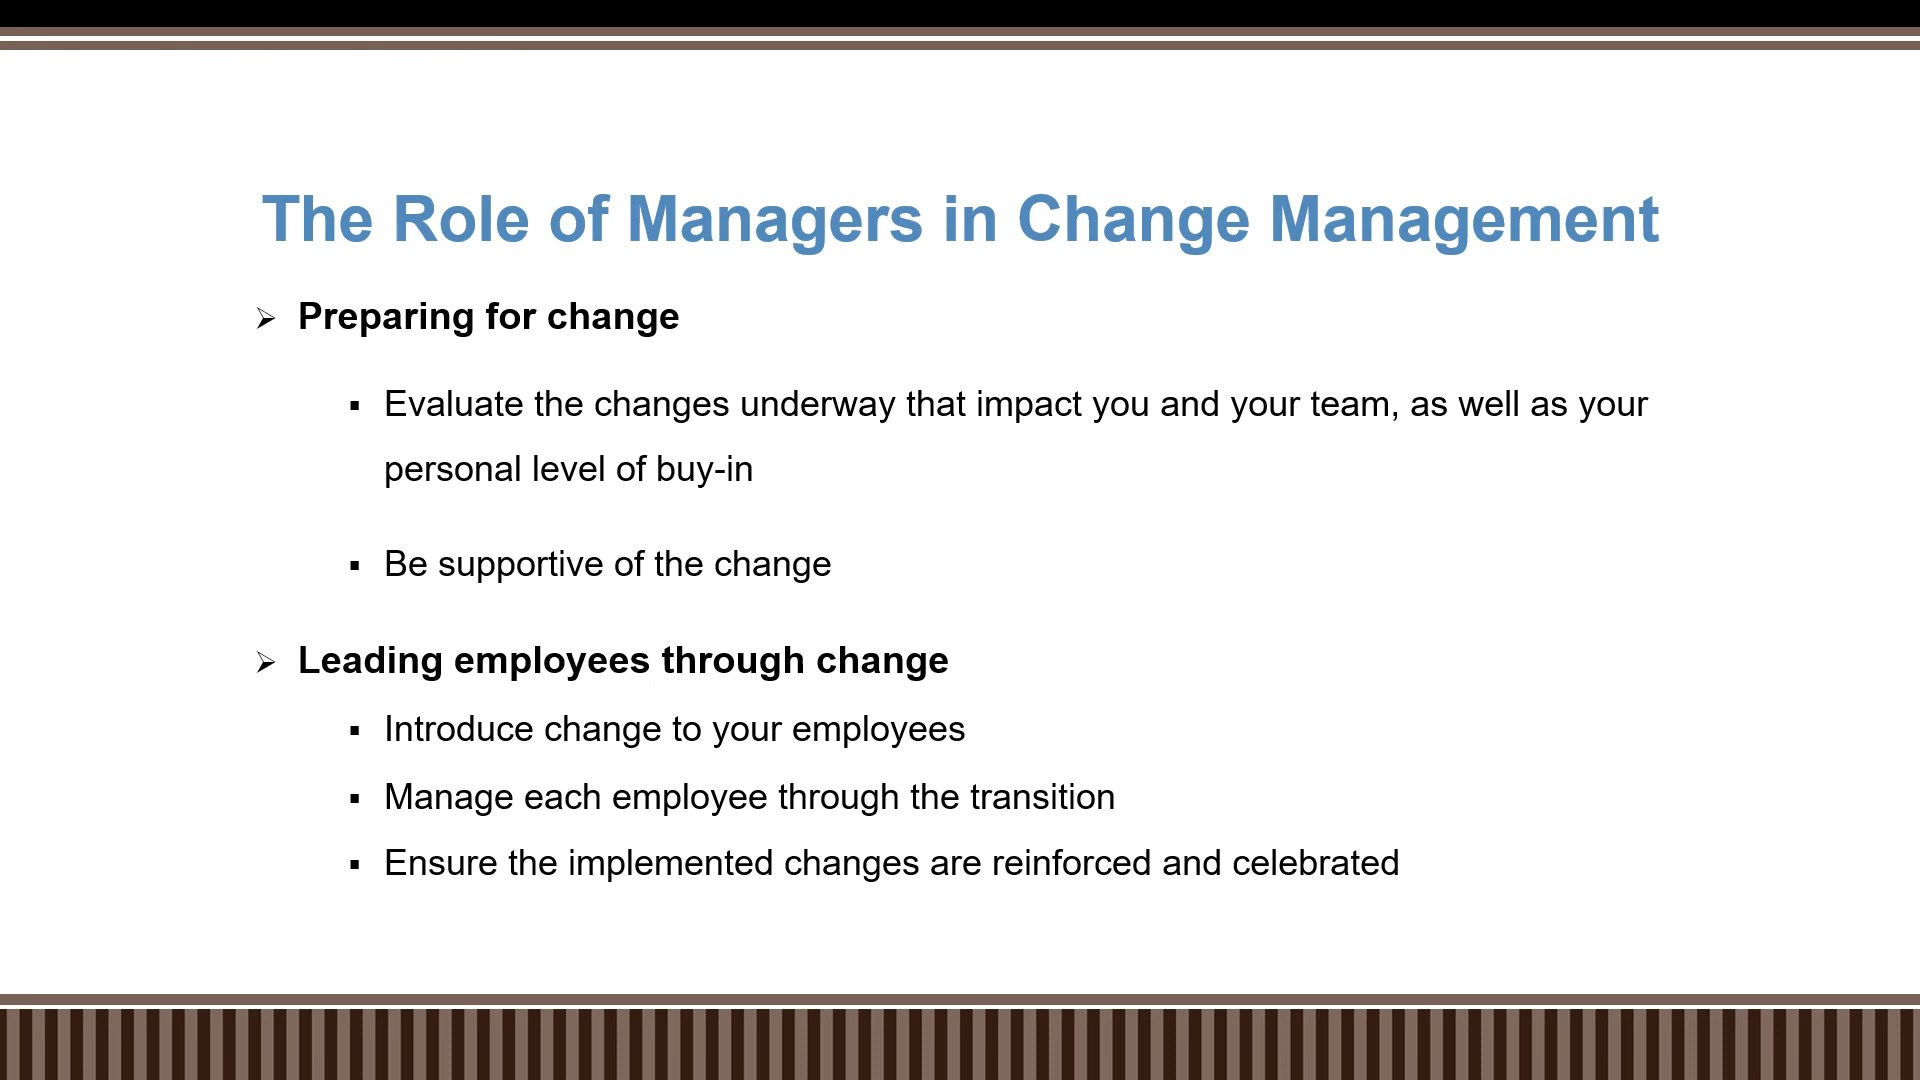 The Role of Managers in Change Management
➢ Preparing for change
▪ Evaluate the changes underway that impact you and your team, as well as your
personal level of buy-in
▪ Be supportive of the change
➢ Leading employees through change
▪ Introduce change to your employees
▪ Manage each employee through the transition
▪ Ensure the implemented changes are reinforced and celebrated